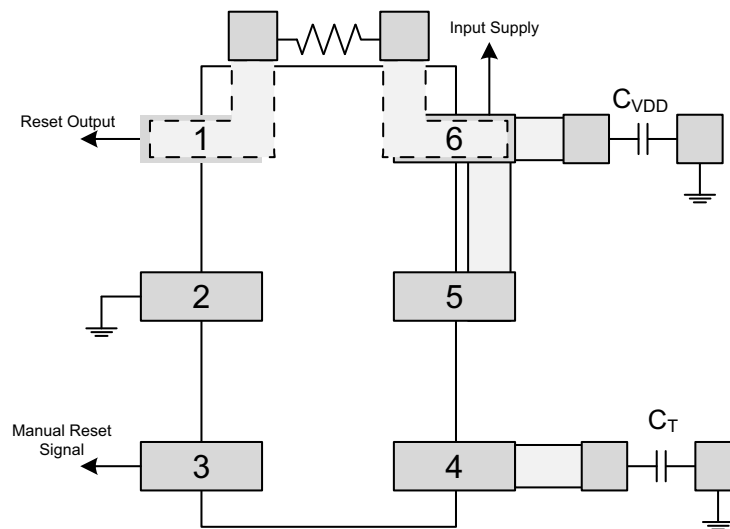 Input Supply
C_VDD
Reset Output
1
6
2
5
Manual Reset
Signal
3
4
C_T